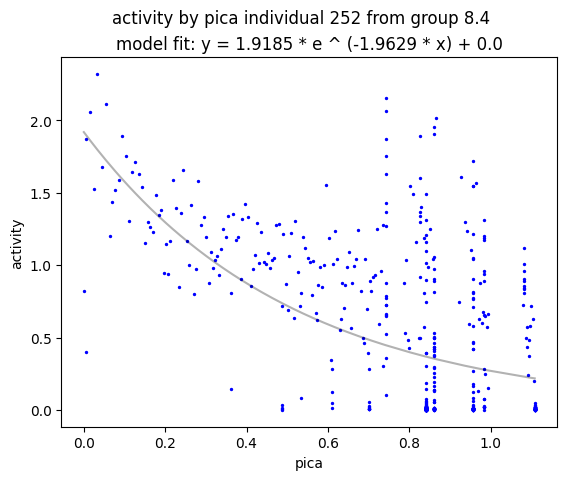 activity by pica individual 252 from group 8.4
model fit: y = 1.9185 * e ^ (-1.9629 * x) + 0.0
2.0
1.5
1.0
0.5
0.0
activity
0.0 0.2 0.4 0.6 0.8 1.0
pica